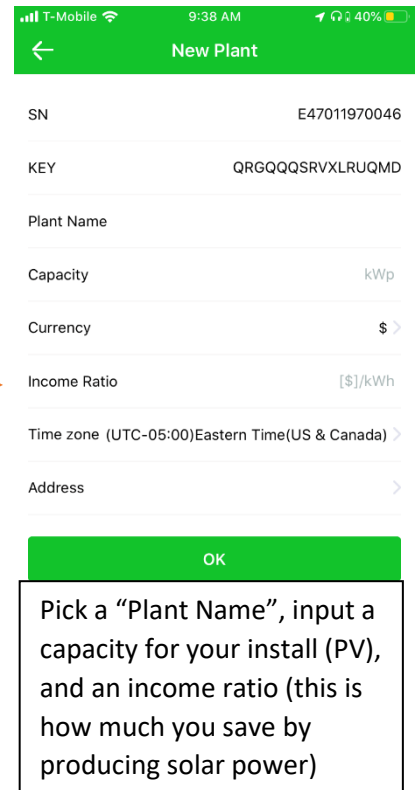 T-Mobile 9:38 AM 40%
New Plant
SN E47011970046
KEY QRGQQQSRVXLRUQMD
Plant Name
Capacity kWp
Currency $
Income Ratio [$]/kWh
Time zone (UTC-05:00)Eastern Time(US & Canada)
Address
OK
Pick a “Plant Name”, input a
capacity for your install (PV),
and an income ratio (this is
how much you save by
producing solar power)